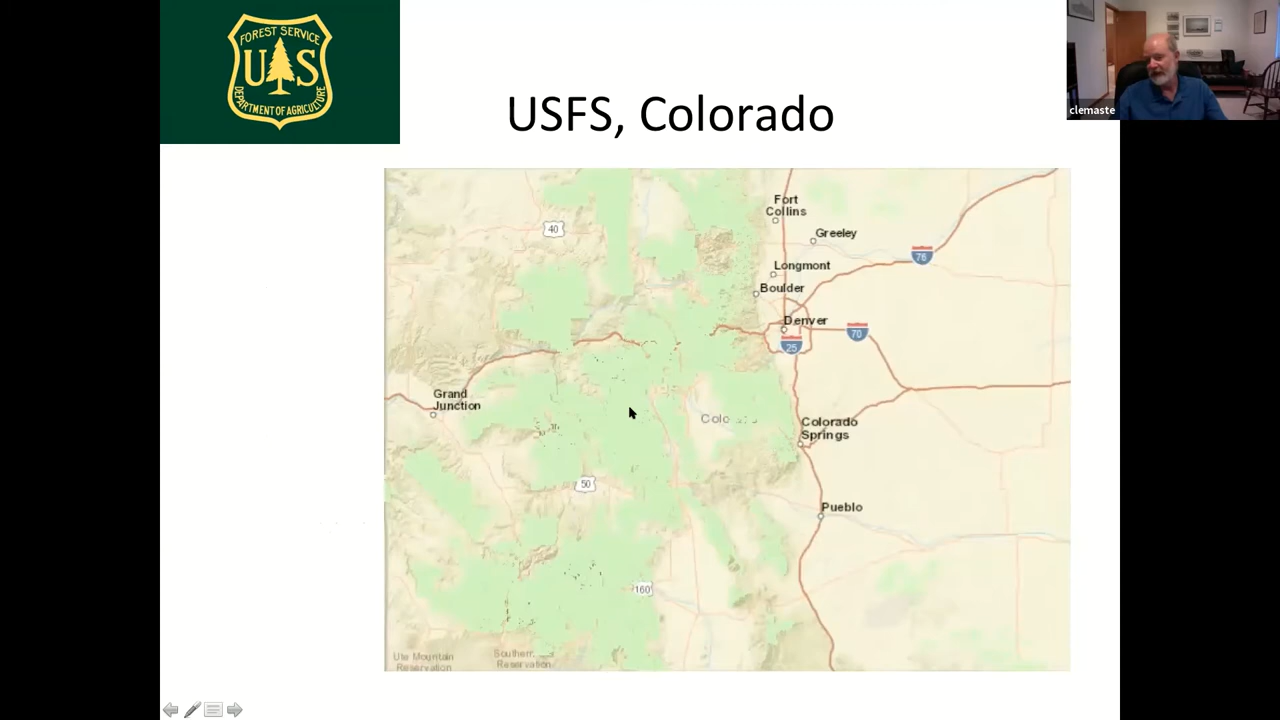 FOREST SERVICE
U S
DEPARTMENT OF AGRICULTURE
clemaste
USFS, Colorado
Fort
Collins
40
Greeley
76
Longmont
Boulder
Denver
70
25
Grand
Junction
Colo
Colorado
Springs
50
Pueblo
160
Ute Mountain
Reservation
Southern
Reservation